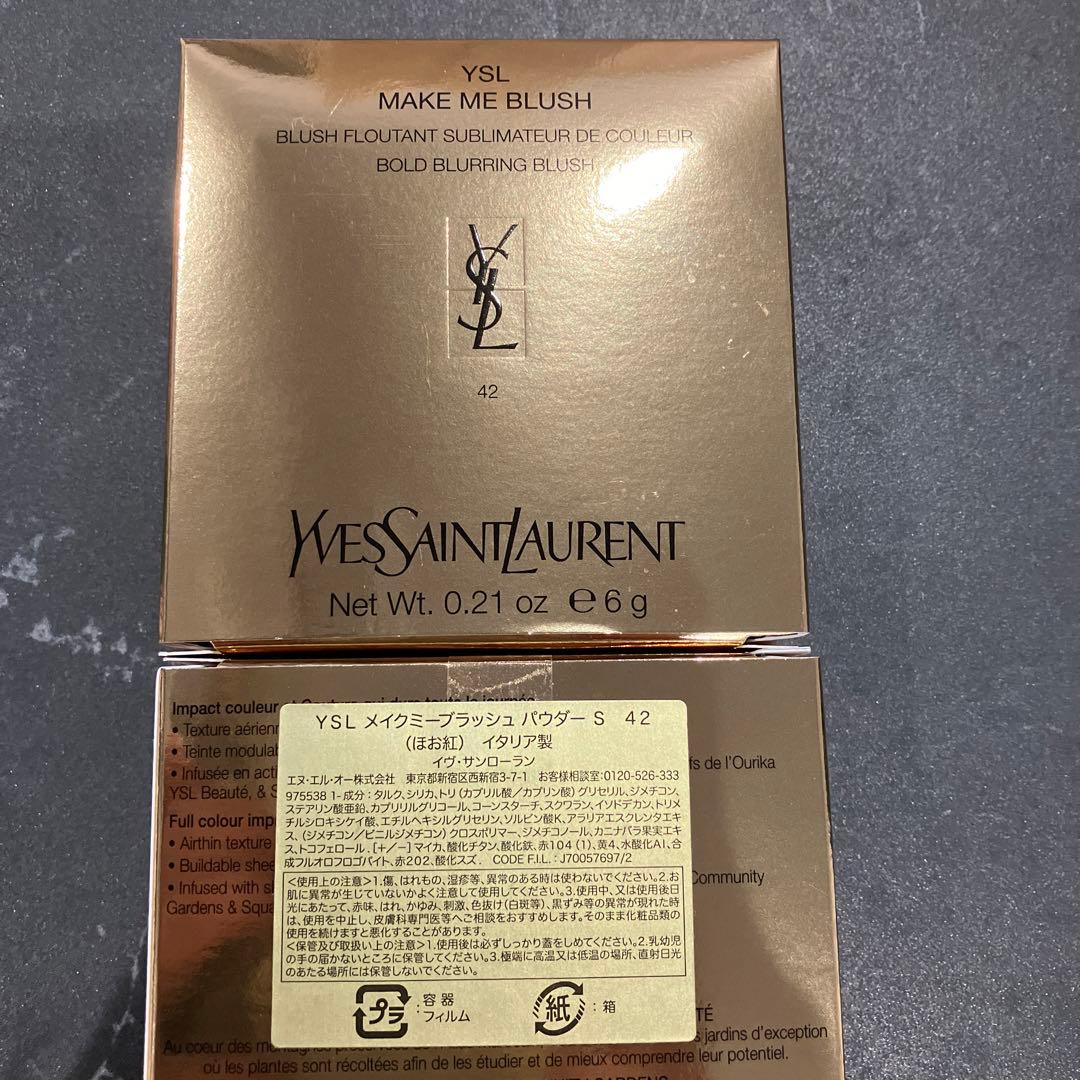 YSL
MAKE ME BLUSH
BLUSH FLOUTANT SUBLIMATEUR DE COULEUR
BOLD BLURRING BLUSH
YSL
42
YVESSAINTLAURENT
Net Wt. 0.21 oz ℮ 6 g
Impact couleur
• Texture aérien
• Teinte modulab
• Infusée en acti
fs de l'Ourika
YSL Beauté, & S
Full colour imp
• Airthin texture
• Buildable shee
• Infused with s
Community
Gardens & Squa
YSL メイクミーブラッシュ パウダー S 42
(ほお紅) イタリア製
イヴ・サンローラン
エヌ・エル・オー株式会社 東京都新宿区西新宿3-7-1 お客様相談室:0120-526-333
975538 1-成分:タルク、シリカ、トリ(カプリル酸/カプリン酸)グリセリル、ジメチコン、
ステアリン酸亜鉛、カプリリルグリコール、コーンスターチ、スクワラン、イソドデカン、トリメ
チルシロキシケイ酸、エチルヘキシルグリセリン、ソルビン酸K、アラリアエスクレンタエキ
ス、(ジメチコン/ビニルジメチコン)クロスポリマー、ジメチコノール、カニナバラ果実エキ
ス、トコフェロール.[+/-]マイカ、酸化チタン、酸化鉄、赤104(1)、黄4、水酸化Al、合
成フルオロフロゴパイト、赤202、酸化スズ. CODE F.I.L.: J70057697/2
<使用上の注意>1.傷、はれもの、湿疹等、異常のある時は使わないでください。2.お
肌に異常が生じていないかよく注意して使用してください。3.使用中、又は使用後日
光にあたって、赤味、はれ、かゆみ、刺激、色抜け(白斑等)、黒ずみ等の異常が現れた時
は、使用を中止し、皮膚科専門医等へご相談をおすすめします。そのまま化粧品類の
使用を続けますと悪化することがあります。
<保管及び取扱い上の注意>1.使用後は必ずしっかり蓋をしめてください。2.乳幼児
の手の届かないところに保管してください。3.極端に高温又は低温の場所、直射日光
のあたる場所には保管しないでください。
プラ :容器
フィルム
紙 :箱
Au coeur des
jardins d'exception
où les plantes sont récoltées afin de les étudier et de mieux comprendre leur potentiel.